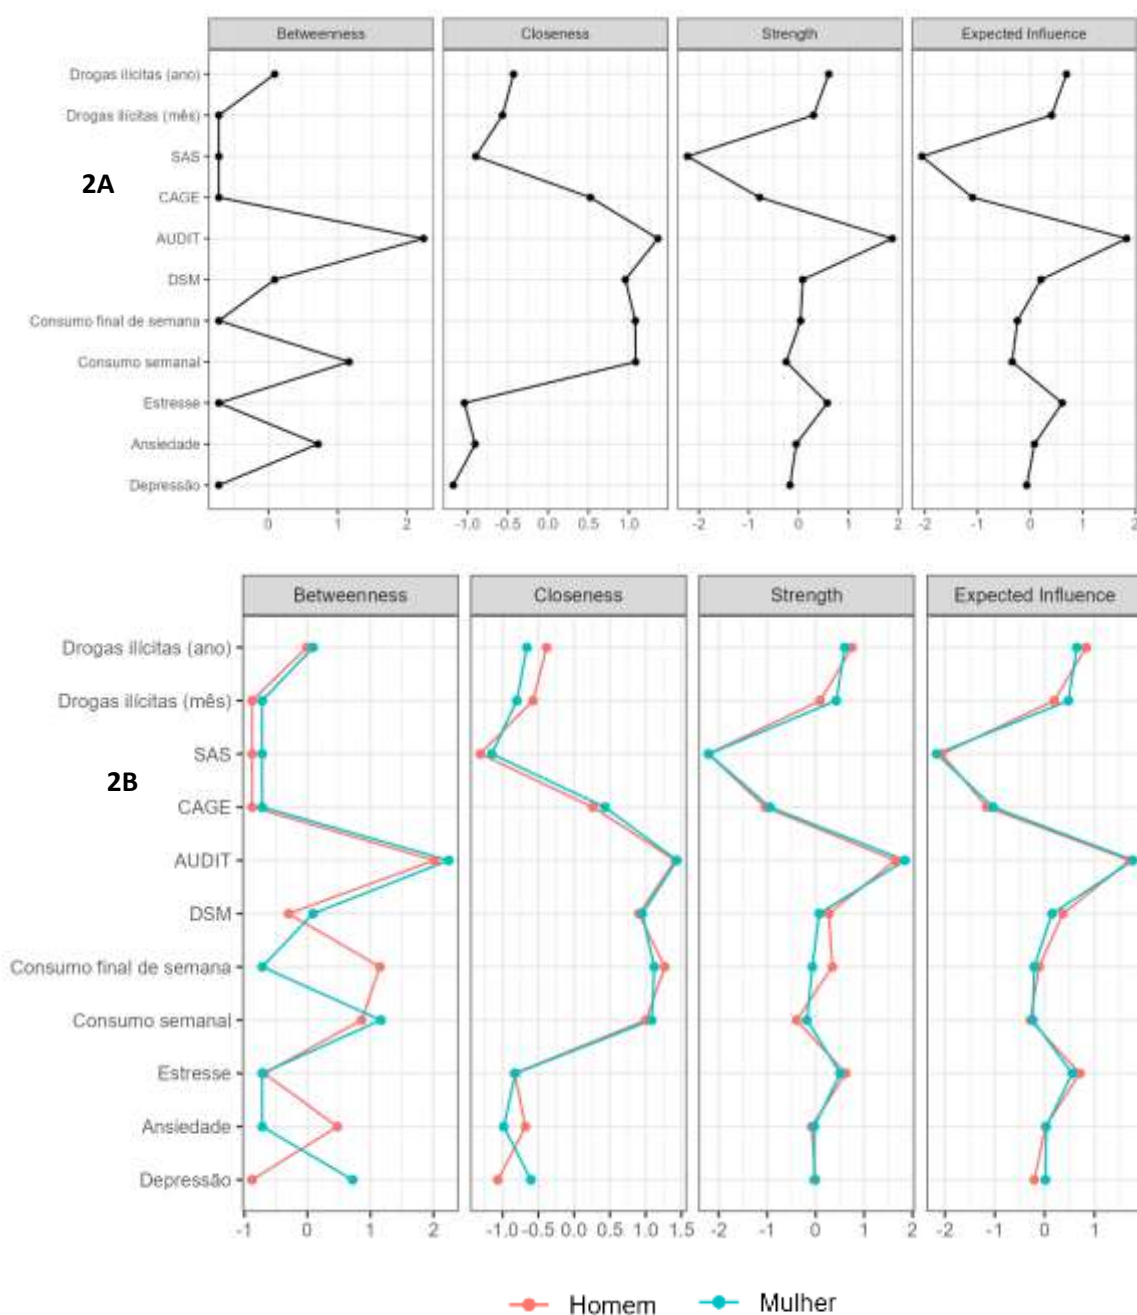 Betweenness Closeness Strength Expected Influence
Drogas ilícitas (ano)
Drogas ilícitas (mês)
SAS
2A
CAGE
AUDIT
DSM
Consumo final de semana
Consumo semanal
Estresse
Ansiedade
Depressão
0 1 2 -1.0 -0.5 0.0 0.5 1.0 -2 -1 0 1 2 -2 -1 0 1 2
Betweenness Closeness Strength Expected Influence
Drogas ilícitas (ano)
Drogas ilícitas (mês)
SAS
2B
CAGE
AUDIT
DSM
Consumo final de semana
Consumo semanal
Estresse
Ansiedade
Depressão
-1 0 1 2 -1.0 -0.5 0.0 0.5 1.0 1.5 -2 -1 0 1 2 -2 -1 0 1
Homem Mulher